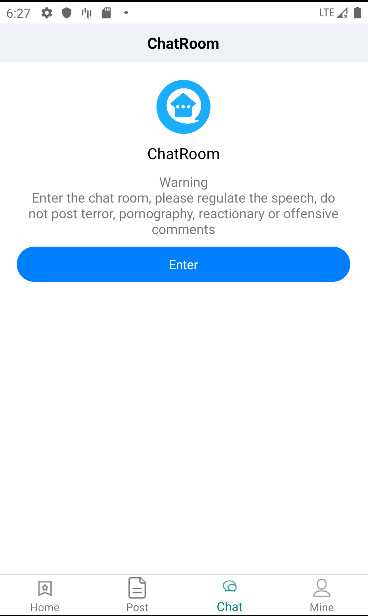 6:27
LTE
ChatRoom
ChatRoom
Warning
Enter the chat room, please regulate the speech, do
not post terror, pornography, reactionary or offensive
comments
Enter
Home
Post
Chat
Mine